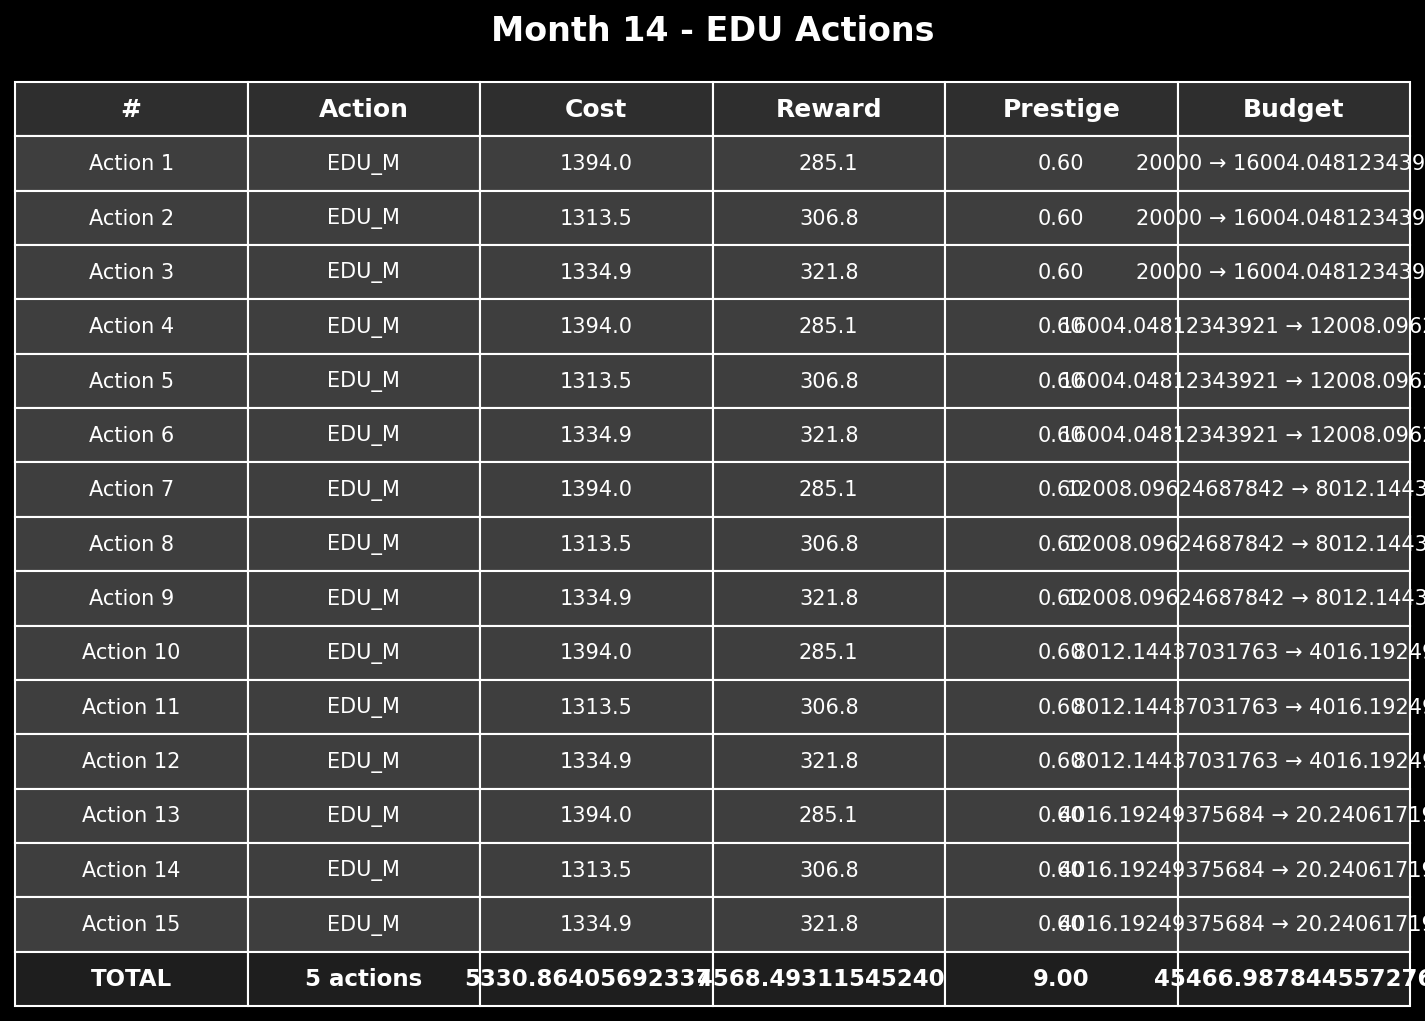 Month 14 - EDU Actions
# Action Cost Reward Prestige Budget
Action 1 EDU_M 1394.0 285.1 0.60 20000 → 16004.048123439
Action 2 EDU_M 1313.5 306.8 0.60 20000 → 16004.048123439
Action 3 EDU_M 1334.9 321.8 0.60 20000 → 16004.048123439
Action 4 EDU_M 1394.0 285.1 0.60 16004.04812343921 → 12008.096
Action 5 EDU_M 1313.5 306.8 0.60 16004.04812343921 → 12008.096
Action 6 EDU_M 1334.9 321.8 0.60 16004.04812343921 → 12008.096
Action 7 EDU_M 1394.0 285.1 0.60 12008.09624687842 → 8012.1443
Action 8 EDU_M 1313.5 306.8 0.60 12008.09624687842 → 8012.1443
Action 9 EDU_M 1334.9 321.8 0.60 12008.09624687842 → 8012.1443
Action 10 EDU_M 1394.0 285.1 0.60 8012.14437031763 → 4016.1924
Action 11 EDU_M 1313.5 306.8 0.60 8012.14437031763 → 4016.1924
Action 12 EDU_M 1334.9 321.8 0.60 8012.14437031763 → 4016.1924
Action 13 EDU_M 1394.0 285.1 0.60 4016.19249375684 → 20.2406171
Action 14 EDU_M 1313.5 306.8 0.60 4016.19249375684 → 20.2406171
Action 15 EDU_M 1334.9 321.8 0.60 4016.19249375684 → 20.2406171
TOTAL 5 actions 5330.86405692337 4568.49311545240 9.00 45466.987844557276